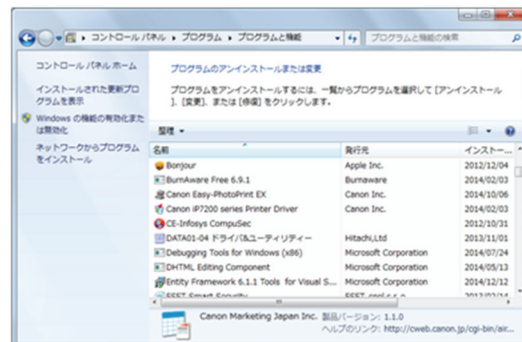 コントロール パネル ▸ プログラム ▸ プログラムと機能
プログラムと機能の検索
コントロール パネル ホーム
インストールされた更新プロ
グラムを表示
Windows の機能の有効化また
は無効化
ネットワークからプログラム
をインストール
プログラムのアンインストールまたは変更
プログラムをアンインストールするには、一覧からプログラムを選択して [アンインストール
]、[変更]、または [修復] をクリックします。
整理
名前 発行元 インストー...
Bonjour Apple Inc. 2012/12/04
BurnAware Free 6.9.1 Burnaware 2014/02/03
Canon Easy-PhotoPrint EX Canon Inc. 2014/10/06
Canon iP7200 series Printer Driver Canon Inc. 2014/02/03
CE-Infosys CompuSec 2012/10/31
DATA01-04 ドライバ&ユーティリティー Hitachi,Ltd 2013/11/01
Debugging Tools for Windows (x86) Microsoft Corporation 2014/07/24
DHTML Editing Component Microsoft Corporation 2014/05/13
Entity Framework 6.1.1 Tools for Visual S... Microsoft Corporation 2014/12/12
ESET Smart Security ESET, spol s r. o.
Canon Marketing Japan Inc. 製品バージョン: 1.1.0
ヘルプのリンク: http://cweb.canon.jp/cgi-bin/air...